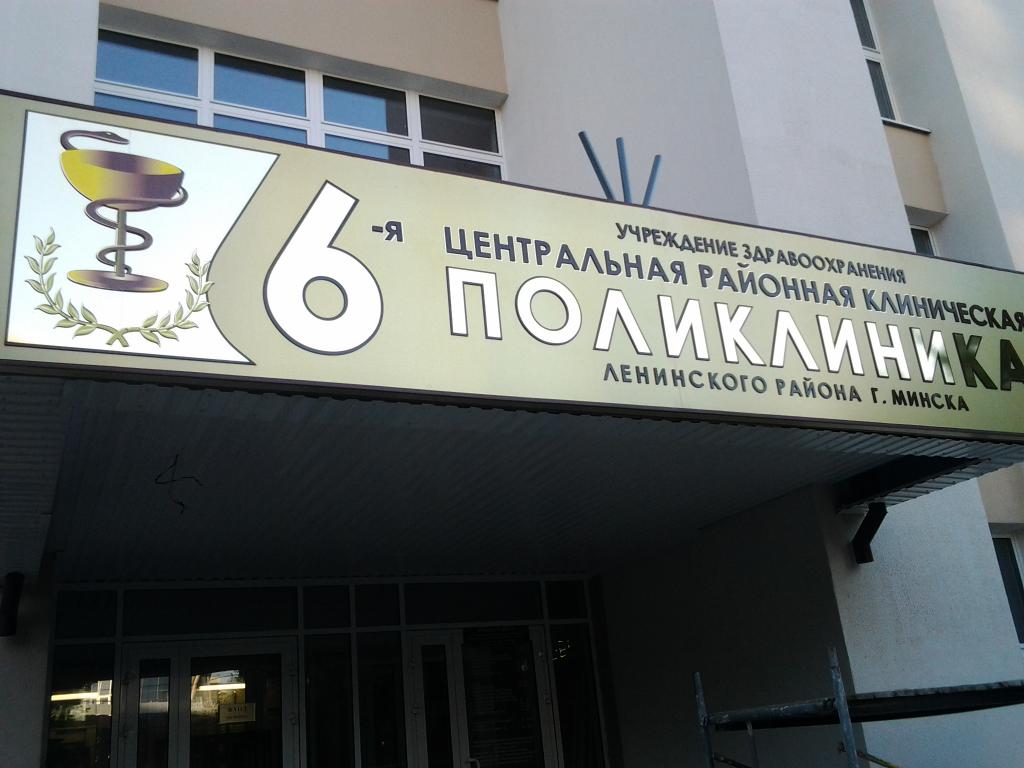 УЧРЕЖДЕНИЕ ЗДРАВООХРАНЕНИЯ
6-я ЦЕНТРАЛЬНАЯ РАЙОННАЯ КЛИНИЧЕСКАЯ
ПОЛИКЛИНИКА
ЛЕНИНСКОГО РАЙОНА Г. МИНСКА